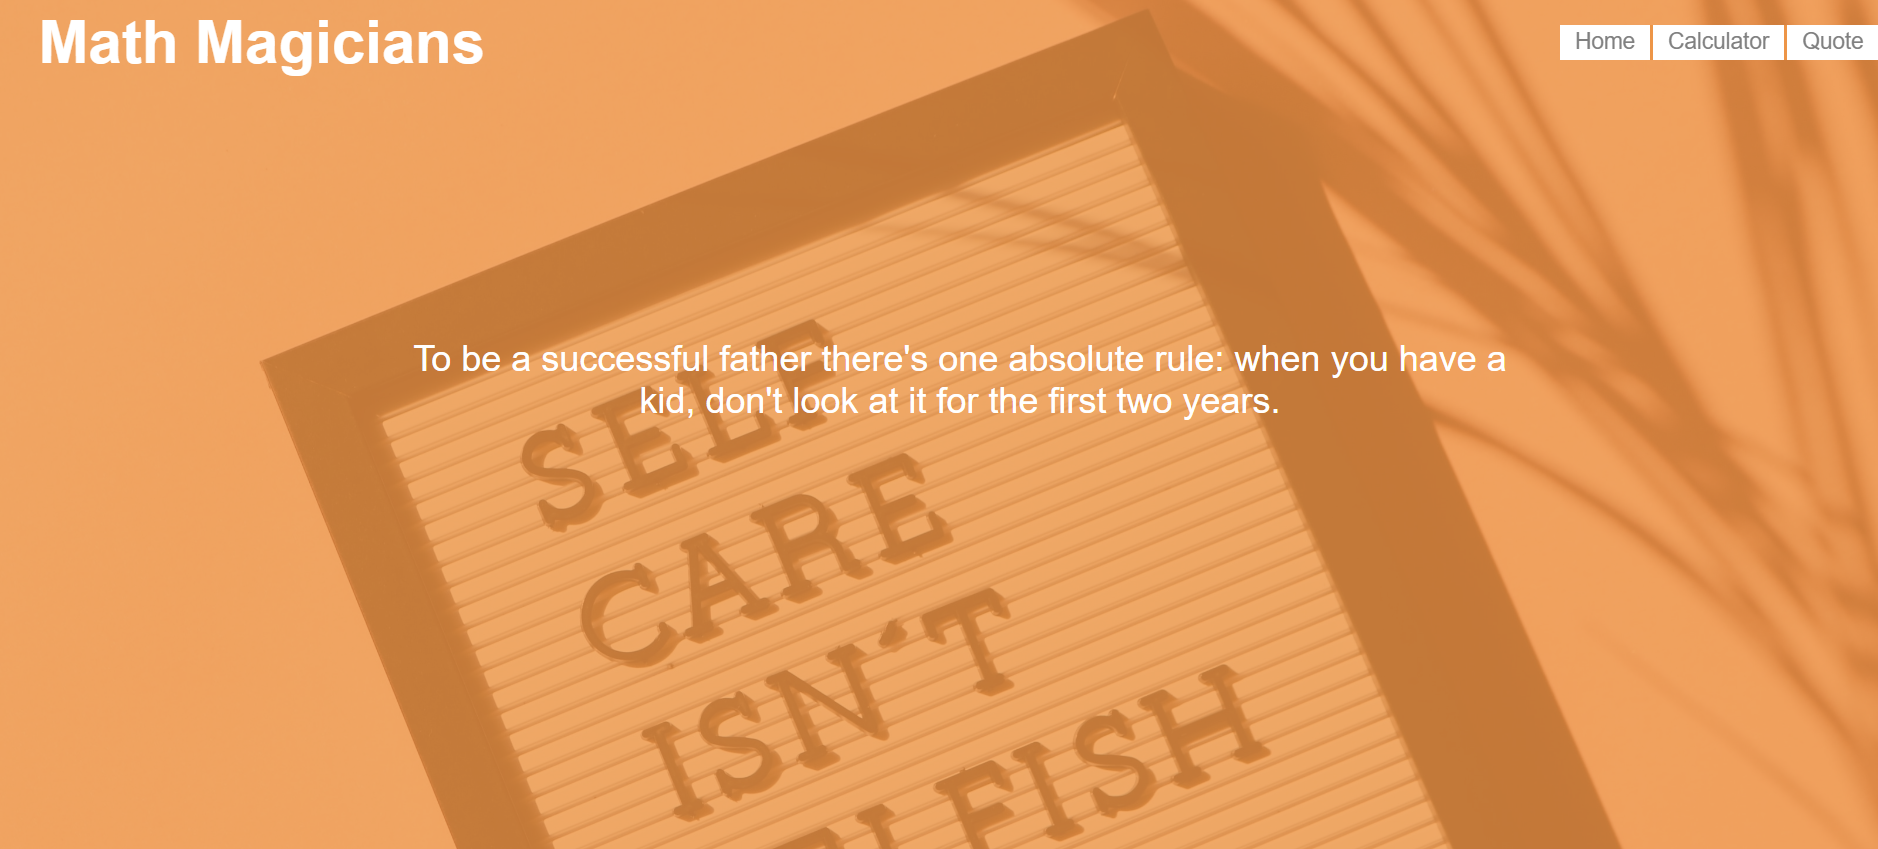 Math Magicians
Home
Calculator
Quote
To be a successful father there's one absolute rule: when you have a
kid, don't look at it for the first two years.
SELF
CARE
ISN'T
ELFISH